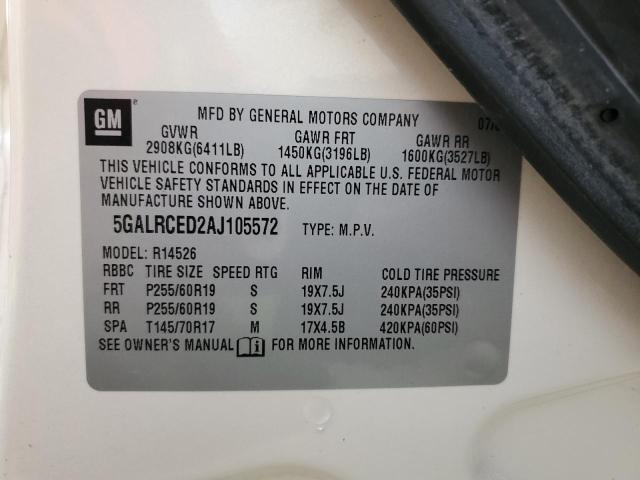 GM
MFD BY GENERAL MOTORS COMPANY 07/
GVWR GAWR FRT GAWR RR
2908KG(6411LB) 1450KG(3196LB) 1600KG(3527LB)
THIS VEHICLE CONFORMS TO ALL APPLICABLE U.S. FEDERAL MOTOR
VEHICLE SAFETY STANDARDS IN EFFECT ON THE DATE OF
MANUFACTURE SHOWN ABOVE.
5GALRCED2AJ105572 TYPE: M.P.V.
MODEL: R14526
RBBC TIRE SIZE SPEED RTG RIM COLD TIRE PRESSURE
FRT P255/60R19 S 19X7.5J 240KPA(35PSI)
RR P255/60R19 S 19X7.5J 240KPA(35PSI)
SPA T145/70R17 M 17X4.5B 420KPA(60PSI)
SEE OWNER'S MANUAL i FOR MORE INFORMATION.